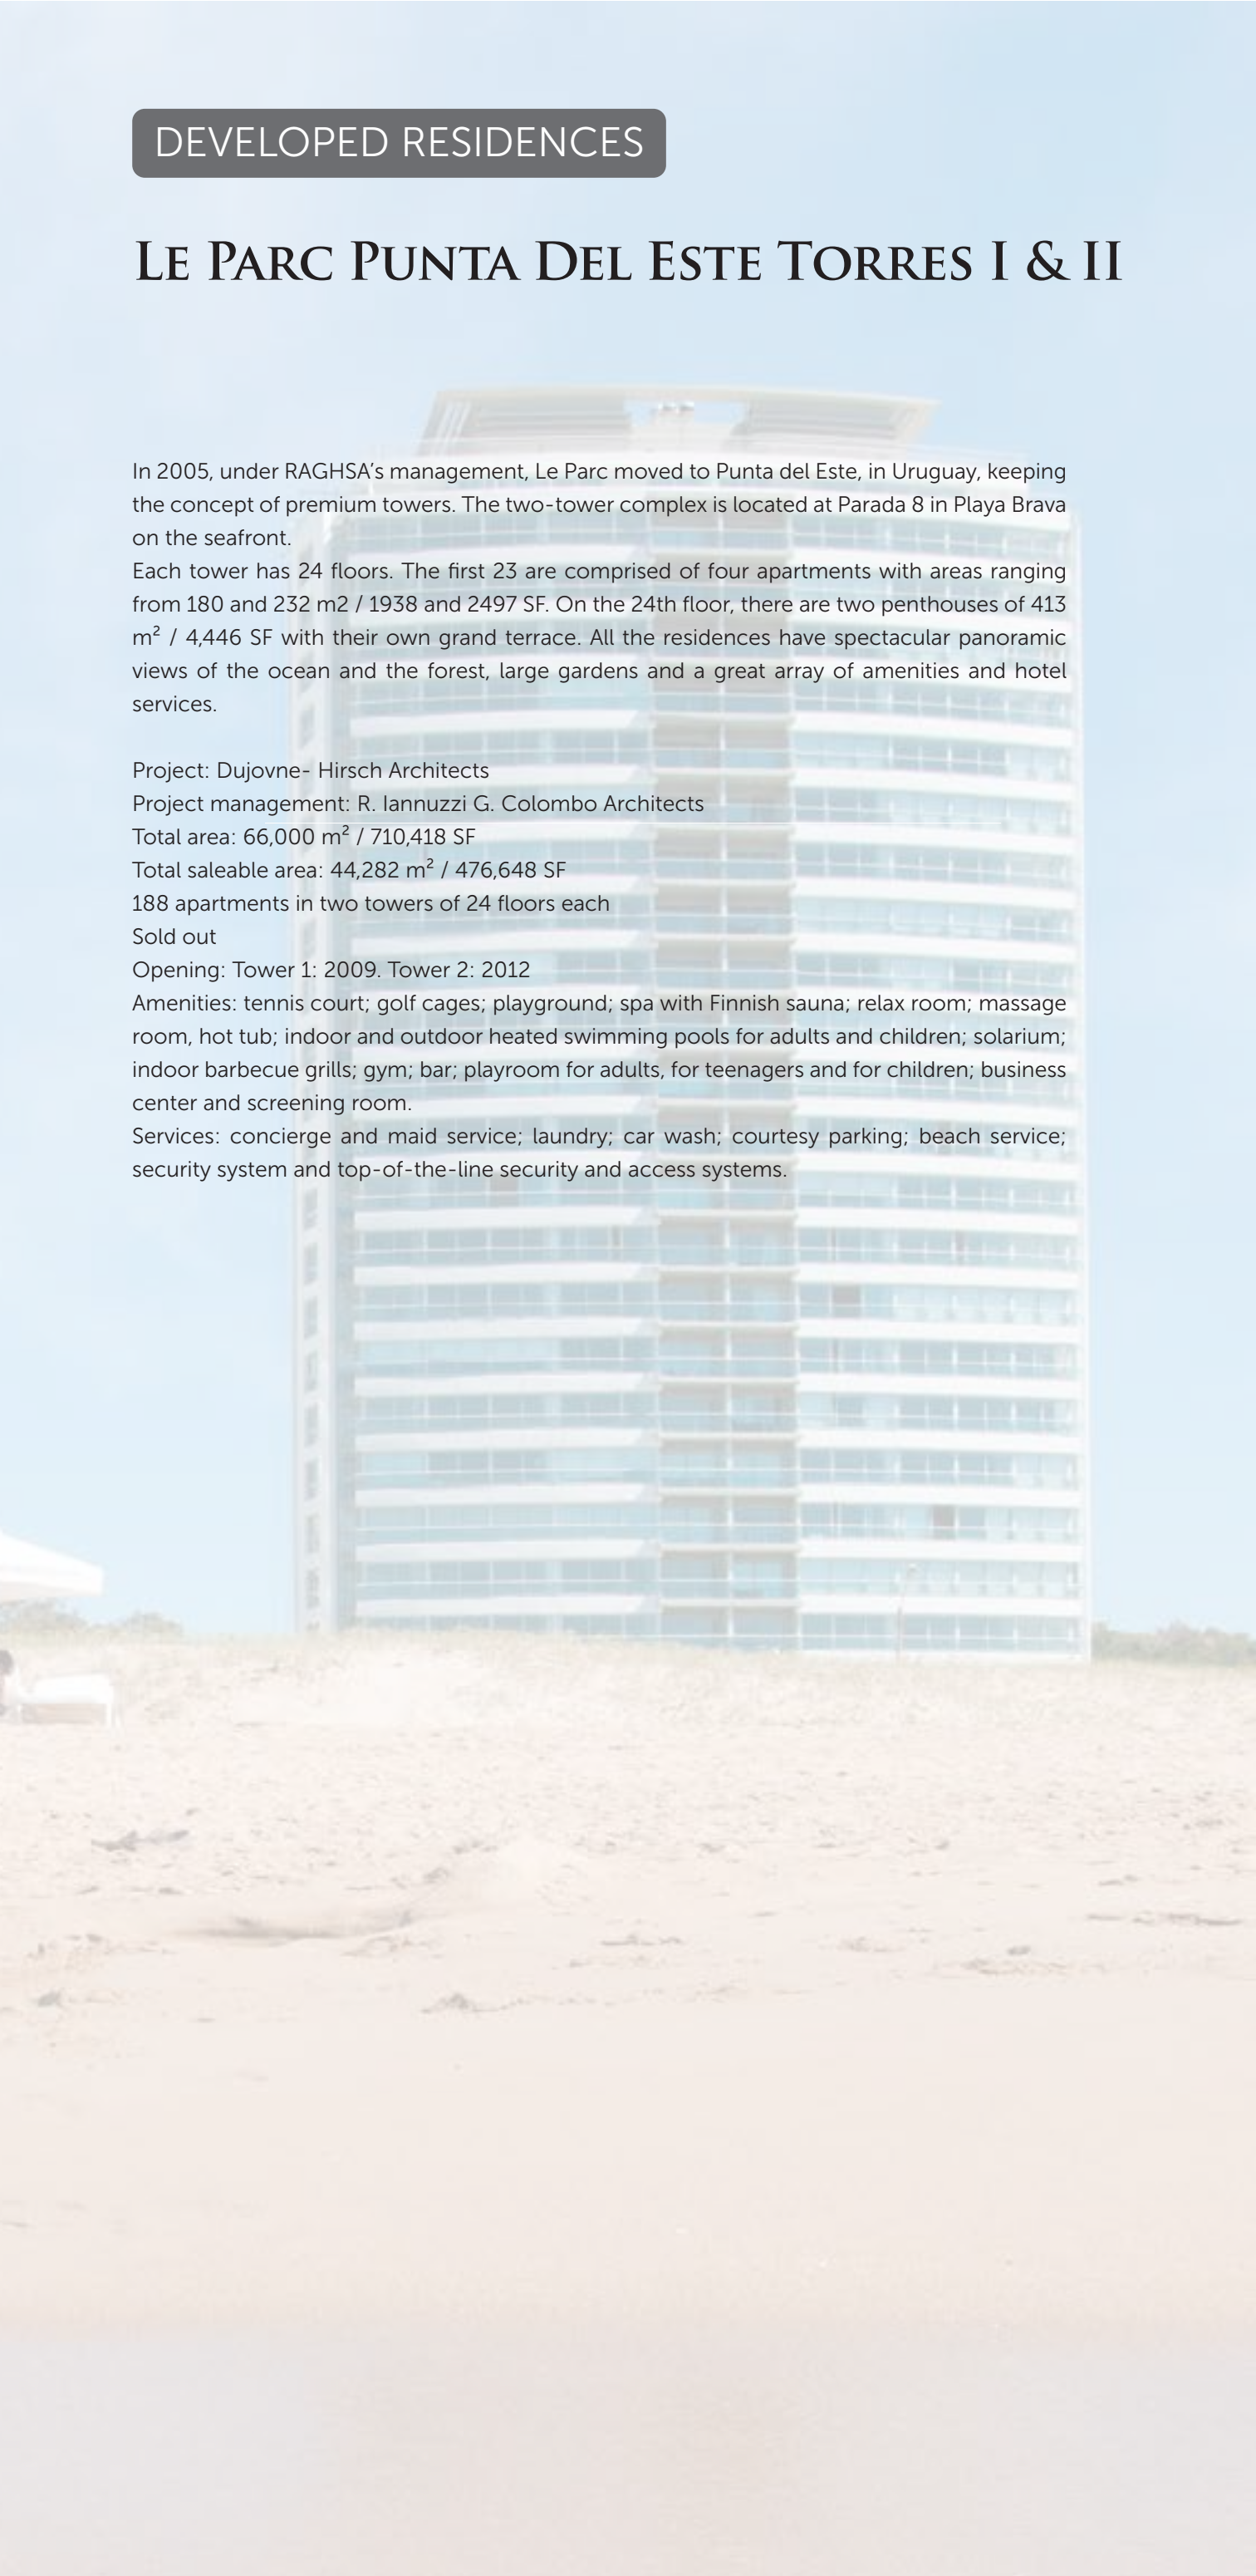 DEVELOPED RESIDENCES
Le Parc Punta Del Este Torres I & II
In 2005, under RAGHSA’s management, Le Parc moved to Punta del Este, in Uruguay, keeping
the concept of premium towers. The two-tower complex is located at Parada 8 in Playa Brava
on the seafront.
Each tower has 24 floors. The first 23 are comprised of four apartments with areas ranging
from 180 and 232 m2 / 1938 and 2497 SF. On the 24th floor, there are two penthouses of 413
m² / 4,446 SF with their own grand terrace. All the residences have spectacular panoramic
views of the ocean and the forest, large gardens and a great array of amenities and hotel
services.
Project: Dujovne- Hirsch Architects
Project management: R. Iannuzzi G. Colombo Architects
Total area: 66,000 m² / 710,418 SF
Total saleable area: 44,282 m² / 476,648 SF
188 apartments in two towers of 24 floors each
Sold out
Opening: Tower 1: 2009. Tower 2: 2012
Amenities: tennis court; golf cages; playground; spa with Finnish sauna; relax room; massage
room, hot tub; indoor and outdoor heated swimming pools for adults and children; solarium;
indoor barbecue grills; gym; bar; playroom for adults, for teenagers and for children; business
center and screening room.
Services: concierge and maid service; laundry; car wash; courtesy parking; beach service;
security system and top-of-the-line security and access systems.